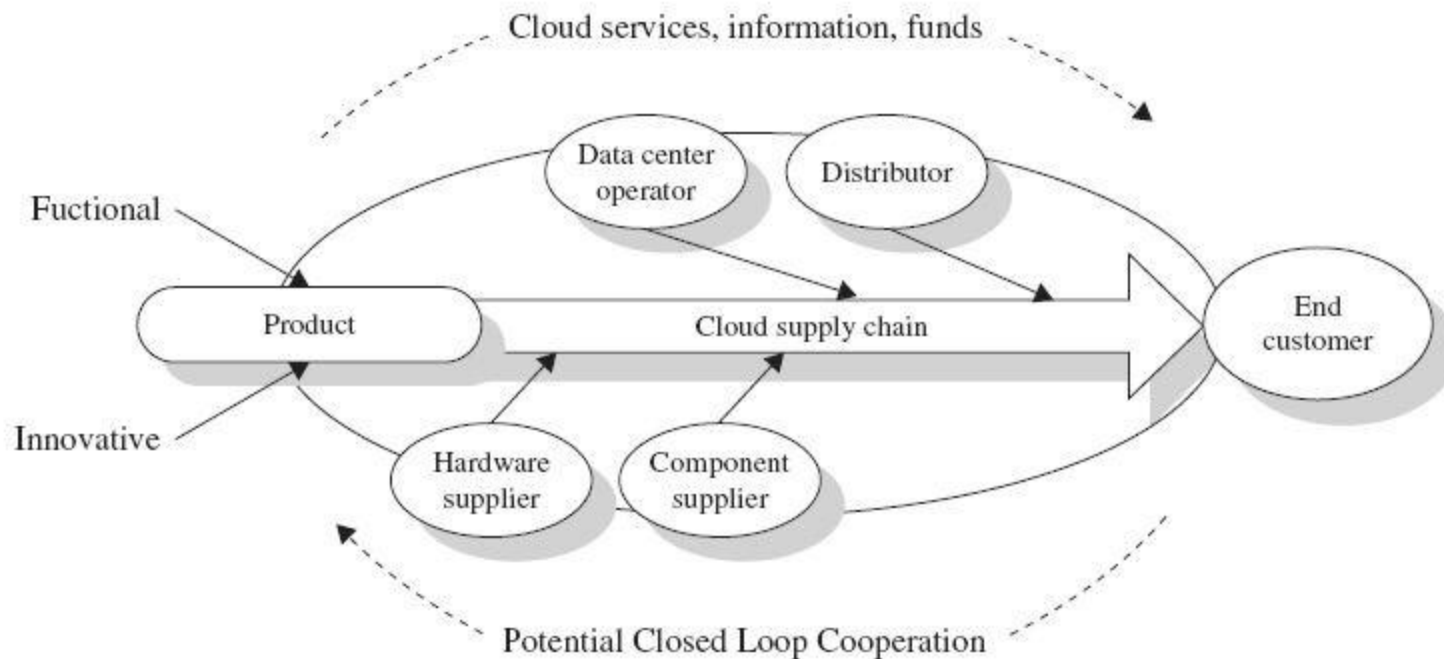 Cloud services, information, funds
Data center
operator
Distributor
Fuctional
Product
Cloud supply chain
End
customer
Innovative
Hardware
supplier
Component
supplier
Potential Closed Loop Cooperation